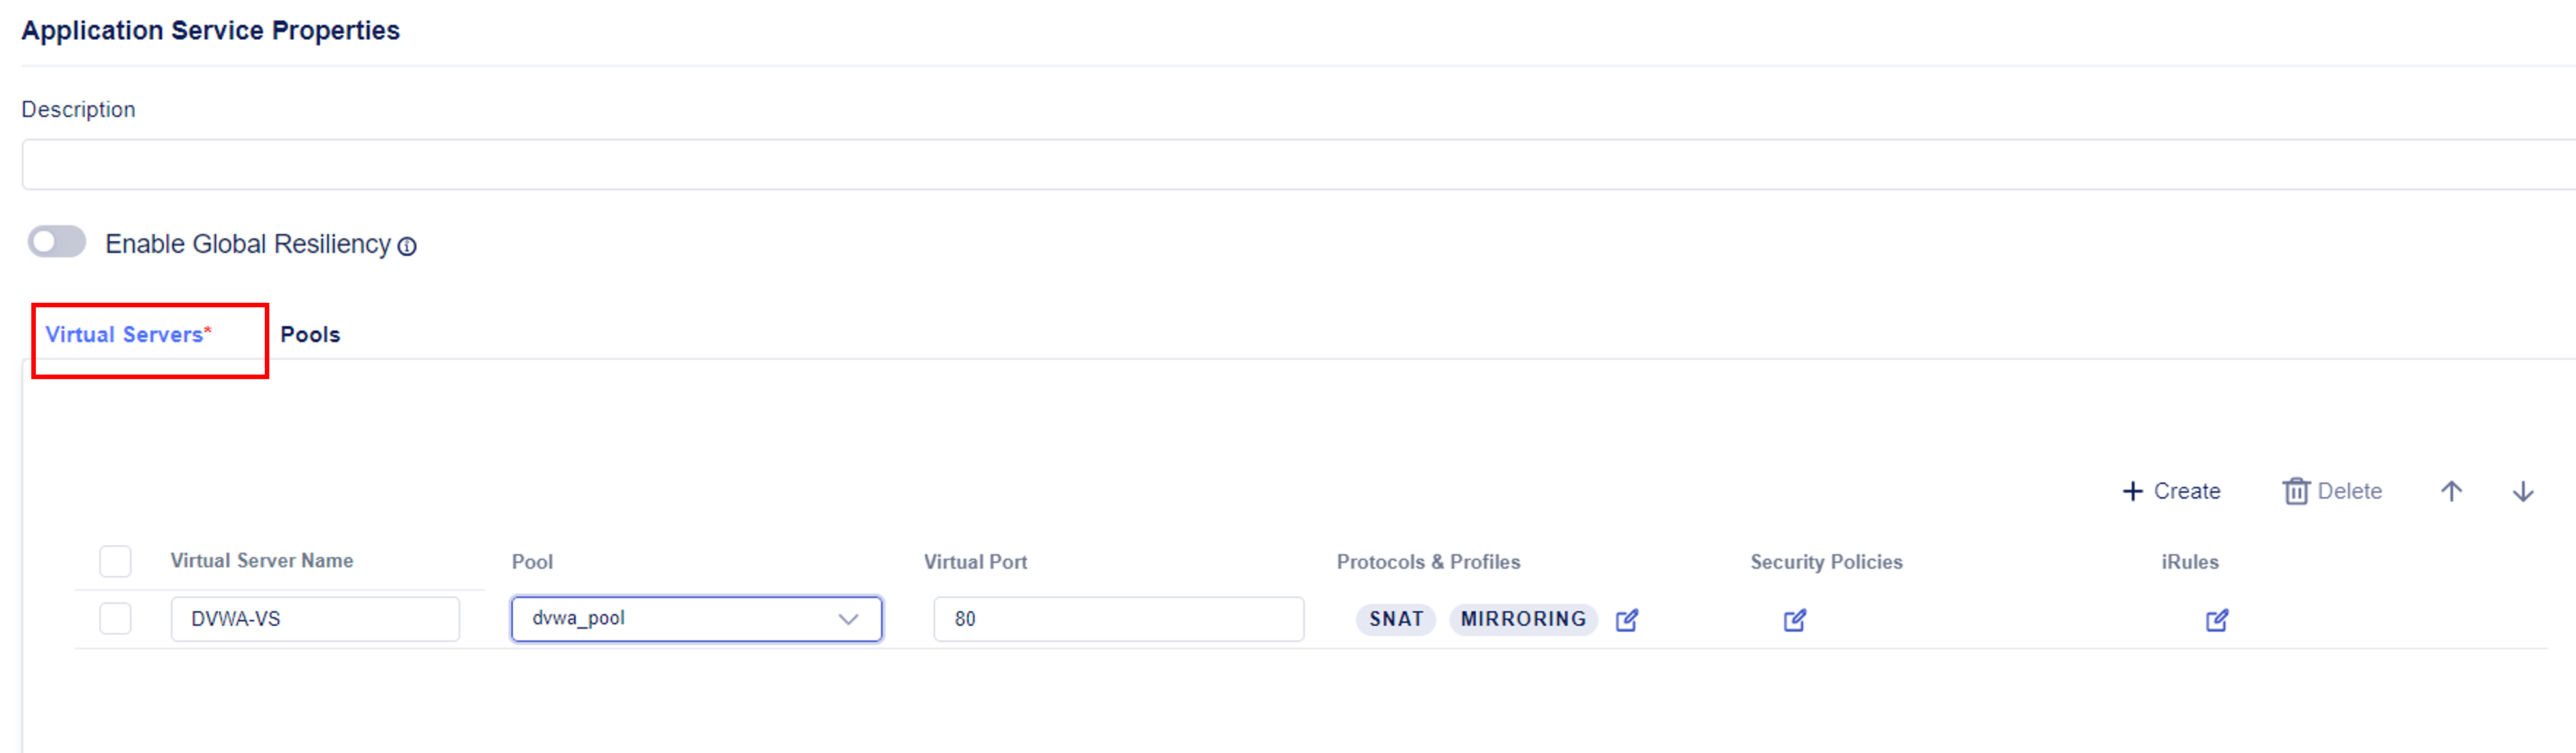 Application Service Properties
Description
Enable Global Resiliency
Virtual Servers* Pools
Create Delete
Virtual Server Name Pool Virtual Port Protocols & Profiles Security Policies iRules
DVWA-VS dvwa_pool 80 SNAT MIRRORING